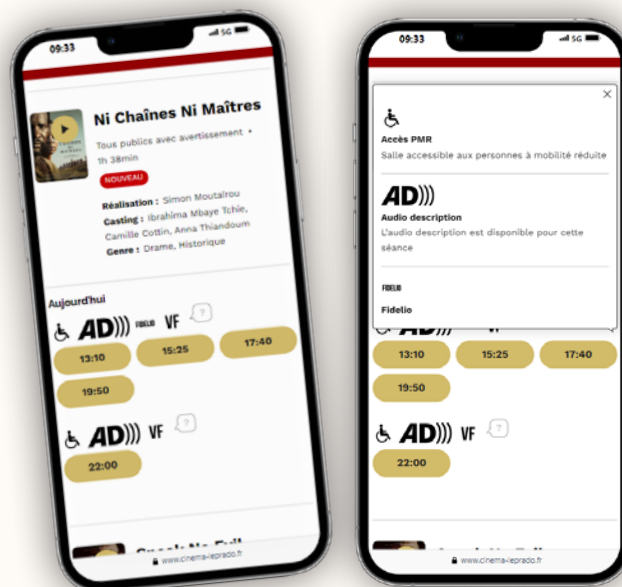 09:33
5G
Ni Chaînes Ni Maîtres
Tous publics avec avertissement •
1h 38min
NOUVEAU
Réalisation : Simon Moutaïrou
Casting : Ibrahima Mbaye Tchie,
Camille Cottin, Anna Thiandoum
Genre : Drame, Historique
Aujourd'hui
AD))) FIDELIO VF ?
13:10 15:25 17:40
19:50
AD))) VF ?
22:00
www.cinema-leprado.fr
09:33
5G
×
Accès PMR
Salle accessible aux personnes à mobilité réduite
AD)))
Audio description
L'audio description est disponible pour cette
séance
FIDELIO
Fidelio
13:10 15:25 17:40
19:50
AD))) VF ?
22:00
www.cinema-leprado.fr